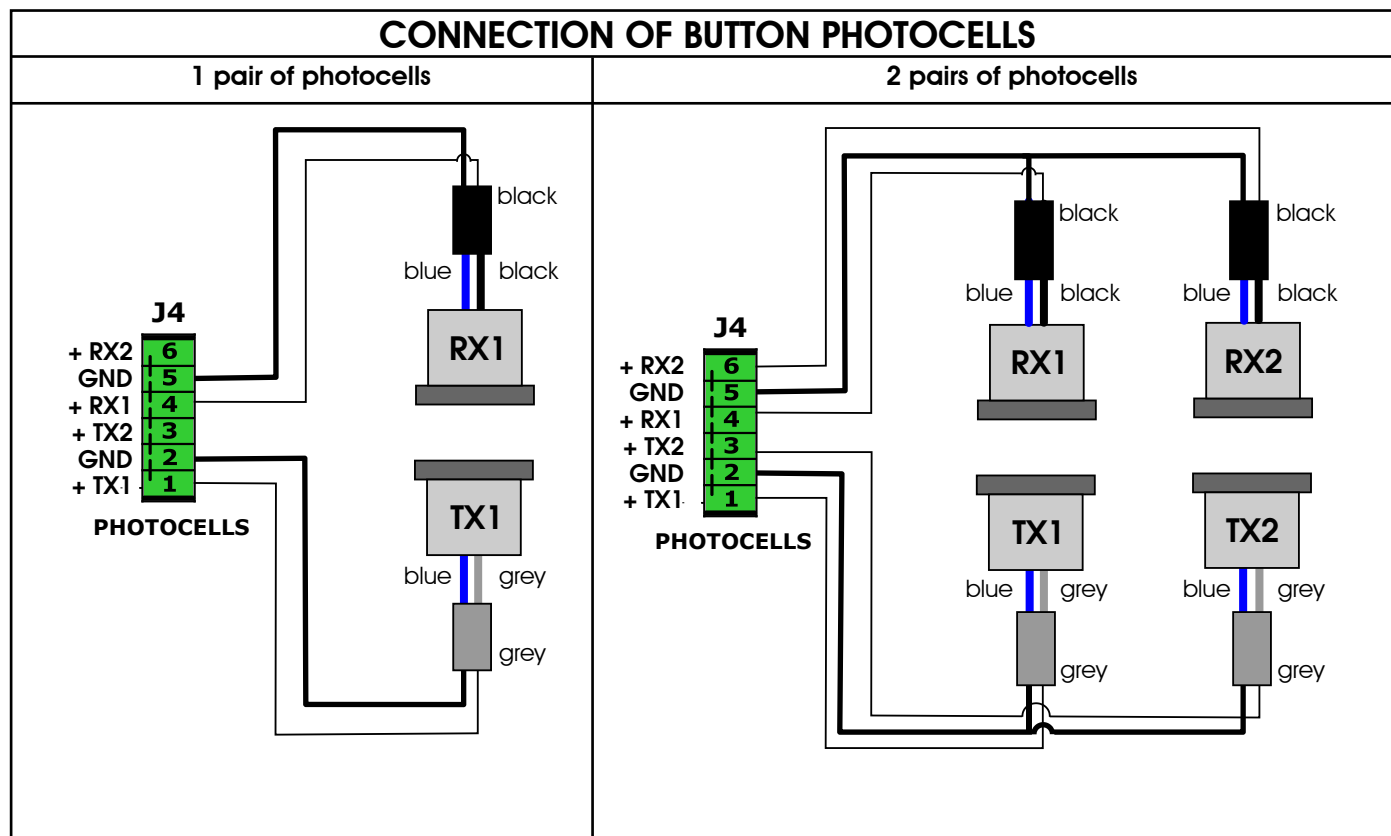 CONNECTION OF BUTTON PHOTOCELLS
1 pair of photocells
black
blue
black
J4
RX1
+ RX2 6
GND 5
+ RX1 4
+ TX2 3
GND 2
+ TX1 1
PHOTOCELLS
TX1
blue
grey
grey
2 pairs of photocells
black
black
blue
black
blue
black
J4
RX1
RX2
+ RX2 6
GND 5
+ RX1 4
+ TX2 3
GND 2
+ TX1 1
PHOTOCELLS
TX1
TX2
blue
grey
blue
grey
grey
grey